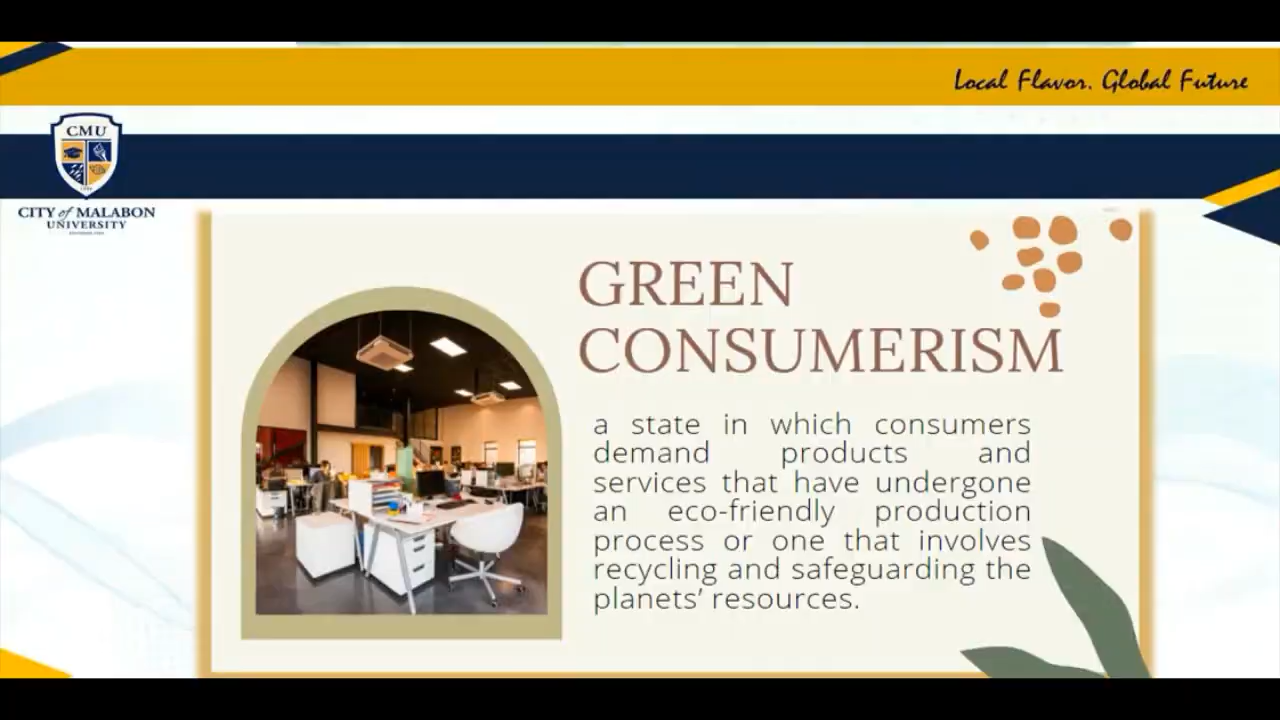 Local Flavor. Global Future
CMU
CITY of MALABON
UNIVERSITY
GREEN
CONSUMERISM
a state in which consumers
demand products and
services that have undergone
an eco-friendly production
process or one that involves
recycling and safeguarding the
planets’ resources.